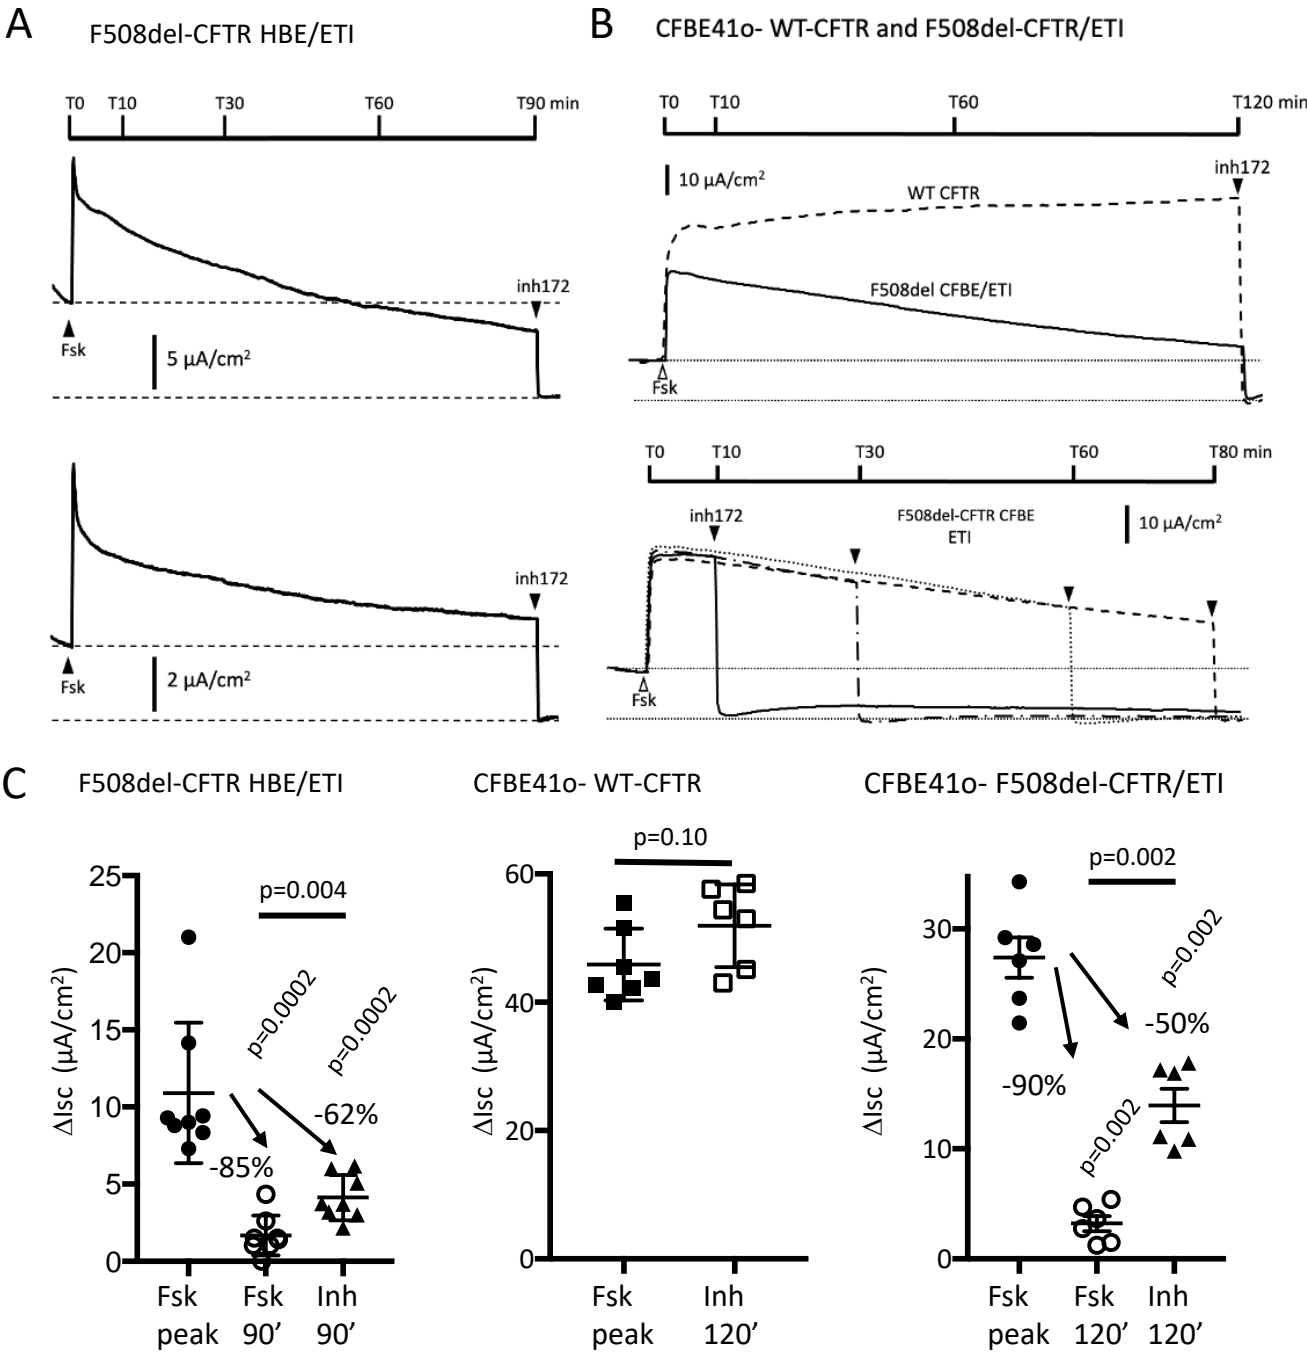 A
F508del-CFTR HBE/ETI
T0 T10 T30 T60 T90 min
Fsk
5 µA/cm2
inh172
Fsk
2 µA/cm2
inh172
B
CFBE41o- WT-CFTR and F508del-CFTR/ETI
T0 T10 T60 T120 min
10 µA/cm2
WT CFTR
inh172
F508del CFBE/ETI
Fsk
T0 T10 T30 T60 T80 min
inh172
F508del-CFTR CFBE
ETI
10 µA/cm2
Fsk
C
F508del-CFTR HBE/ETI
ΔIsc (µA/cm2)
25
20
15
10
5
0
p=0.004
p=0.0002
p=0.0002
-85%
-62%
Fsk Fsk Inh
peak 90’ 90’
CFBE41o- WT-CFTR
ΔIsc (µA/cm2)
60
40
20
0
p=0.10
Fsk Inh
peak 120’
CFBE41o- F508del-CFTR/ETI
ΔIsc (µA/cm2)
30
20
10
0
p=0.002
p=0.002
-50%
-90%
p=0.002
Fsk Fsk Inh
peak 120’ 120’